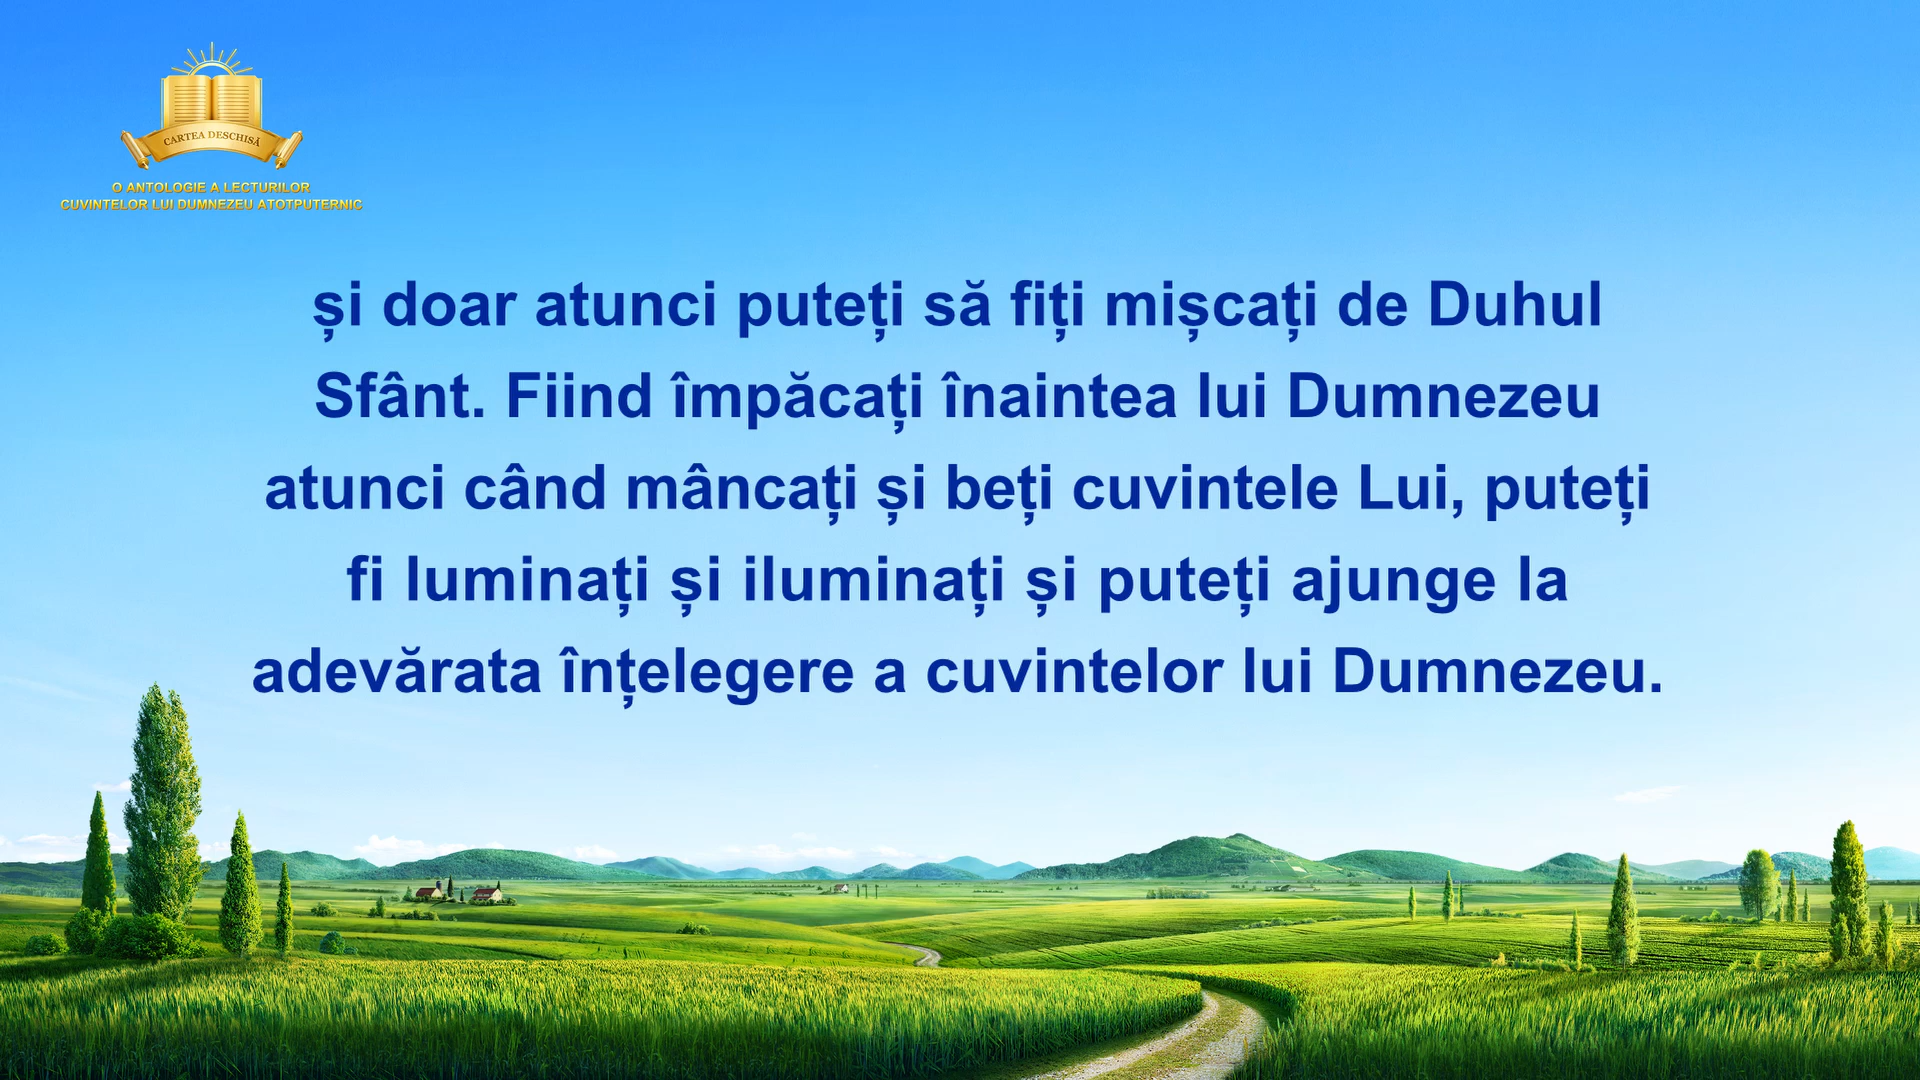 CARTEA DESCHISĂ
O ANTOLOGIE A LECTURILOR
CUVINTELOR LUI DUMNEZEU ATOTPUTERNIC
și doar atunci puteți să fiți mișcați de Duhul
Sfânt. Fiind împăcați înaintea lui Dumnezeu
atunci când mâncați și beți cuvintele Lui, puteți
fi luminați și iluminați și puteți ajunge la
adevărata înțelegere a cuvintelor lui Dumnezeu.